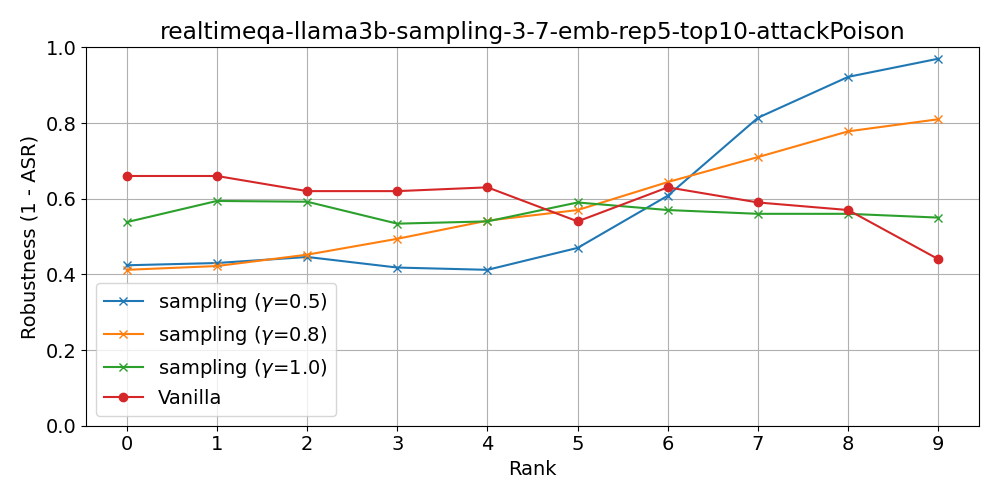 realtimeqa-llama3b-sampling-3-7-emb-rep5-top10-attackPoison
Robustness (1 - ASR)
1.0
0.8
0.6
0.4
0.2
0.0
sampling (γ=0.5)
sampling (γ=0.8)
sampling (γ=1.0)
Vanilla
0 1 2 3 4 5 6 7 8 9
Rank